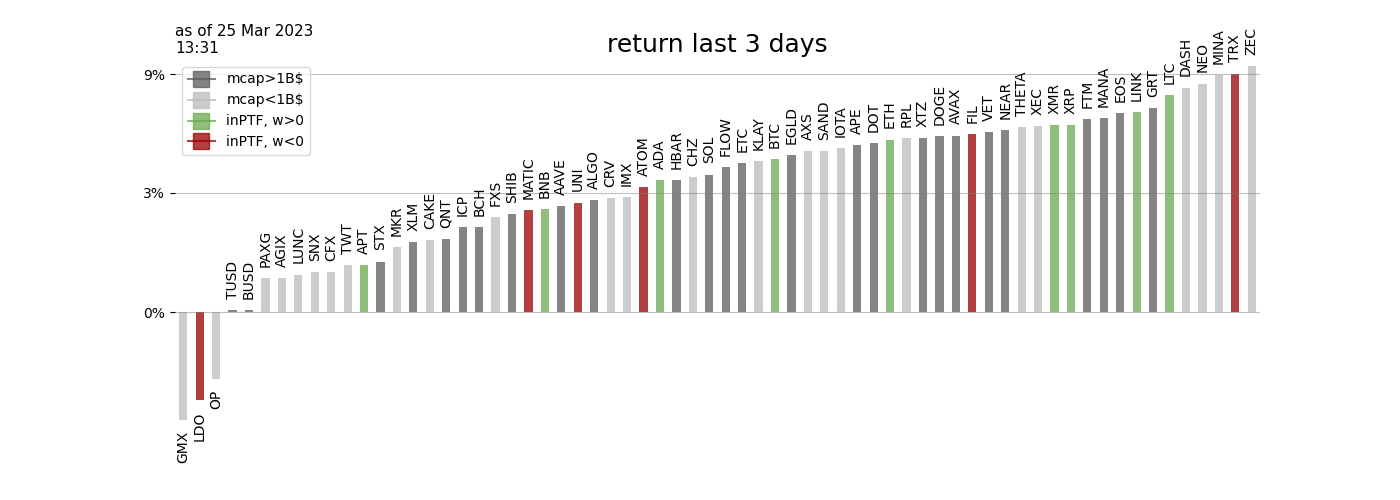 as of 25 Mar 2023
13:31
return last 3 days
mcap>1B$
mcap<1B$
inPTF, w>0
inPTF, w<0
9%
3%
0%
GMX
LDO
OP
TUSD
BUSD
PAXG
AGIX
LUNC
SNX
CFX
TWT
APT
STX
MKR
XLM
CAKE
QNT
ICP
BCH
FXS
SHIB
MATIC
BNB
AAVE
UNI
ALGO
CRV
IMX
ATOM
ADA
HBAR
CHZ
SOL
FLOW
ETC
KLAY
BTC
EGLD
AXS
SAND
IOTA
APE
DOT
ETH
RPL
XTZ
DOGE
AVAX
FIL
VET
NEAR
THETA
XEC
XMR
XRP
FTM
MANA
EOS
LINK
GRT
LTC
DASH
NEO
MINA
TRX
ZEC